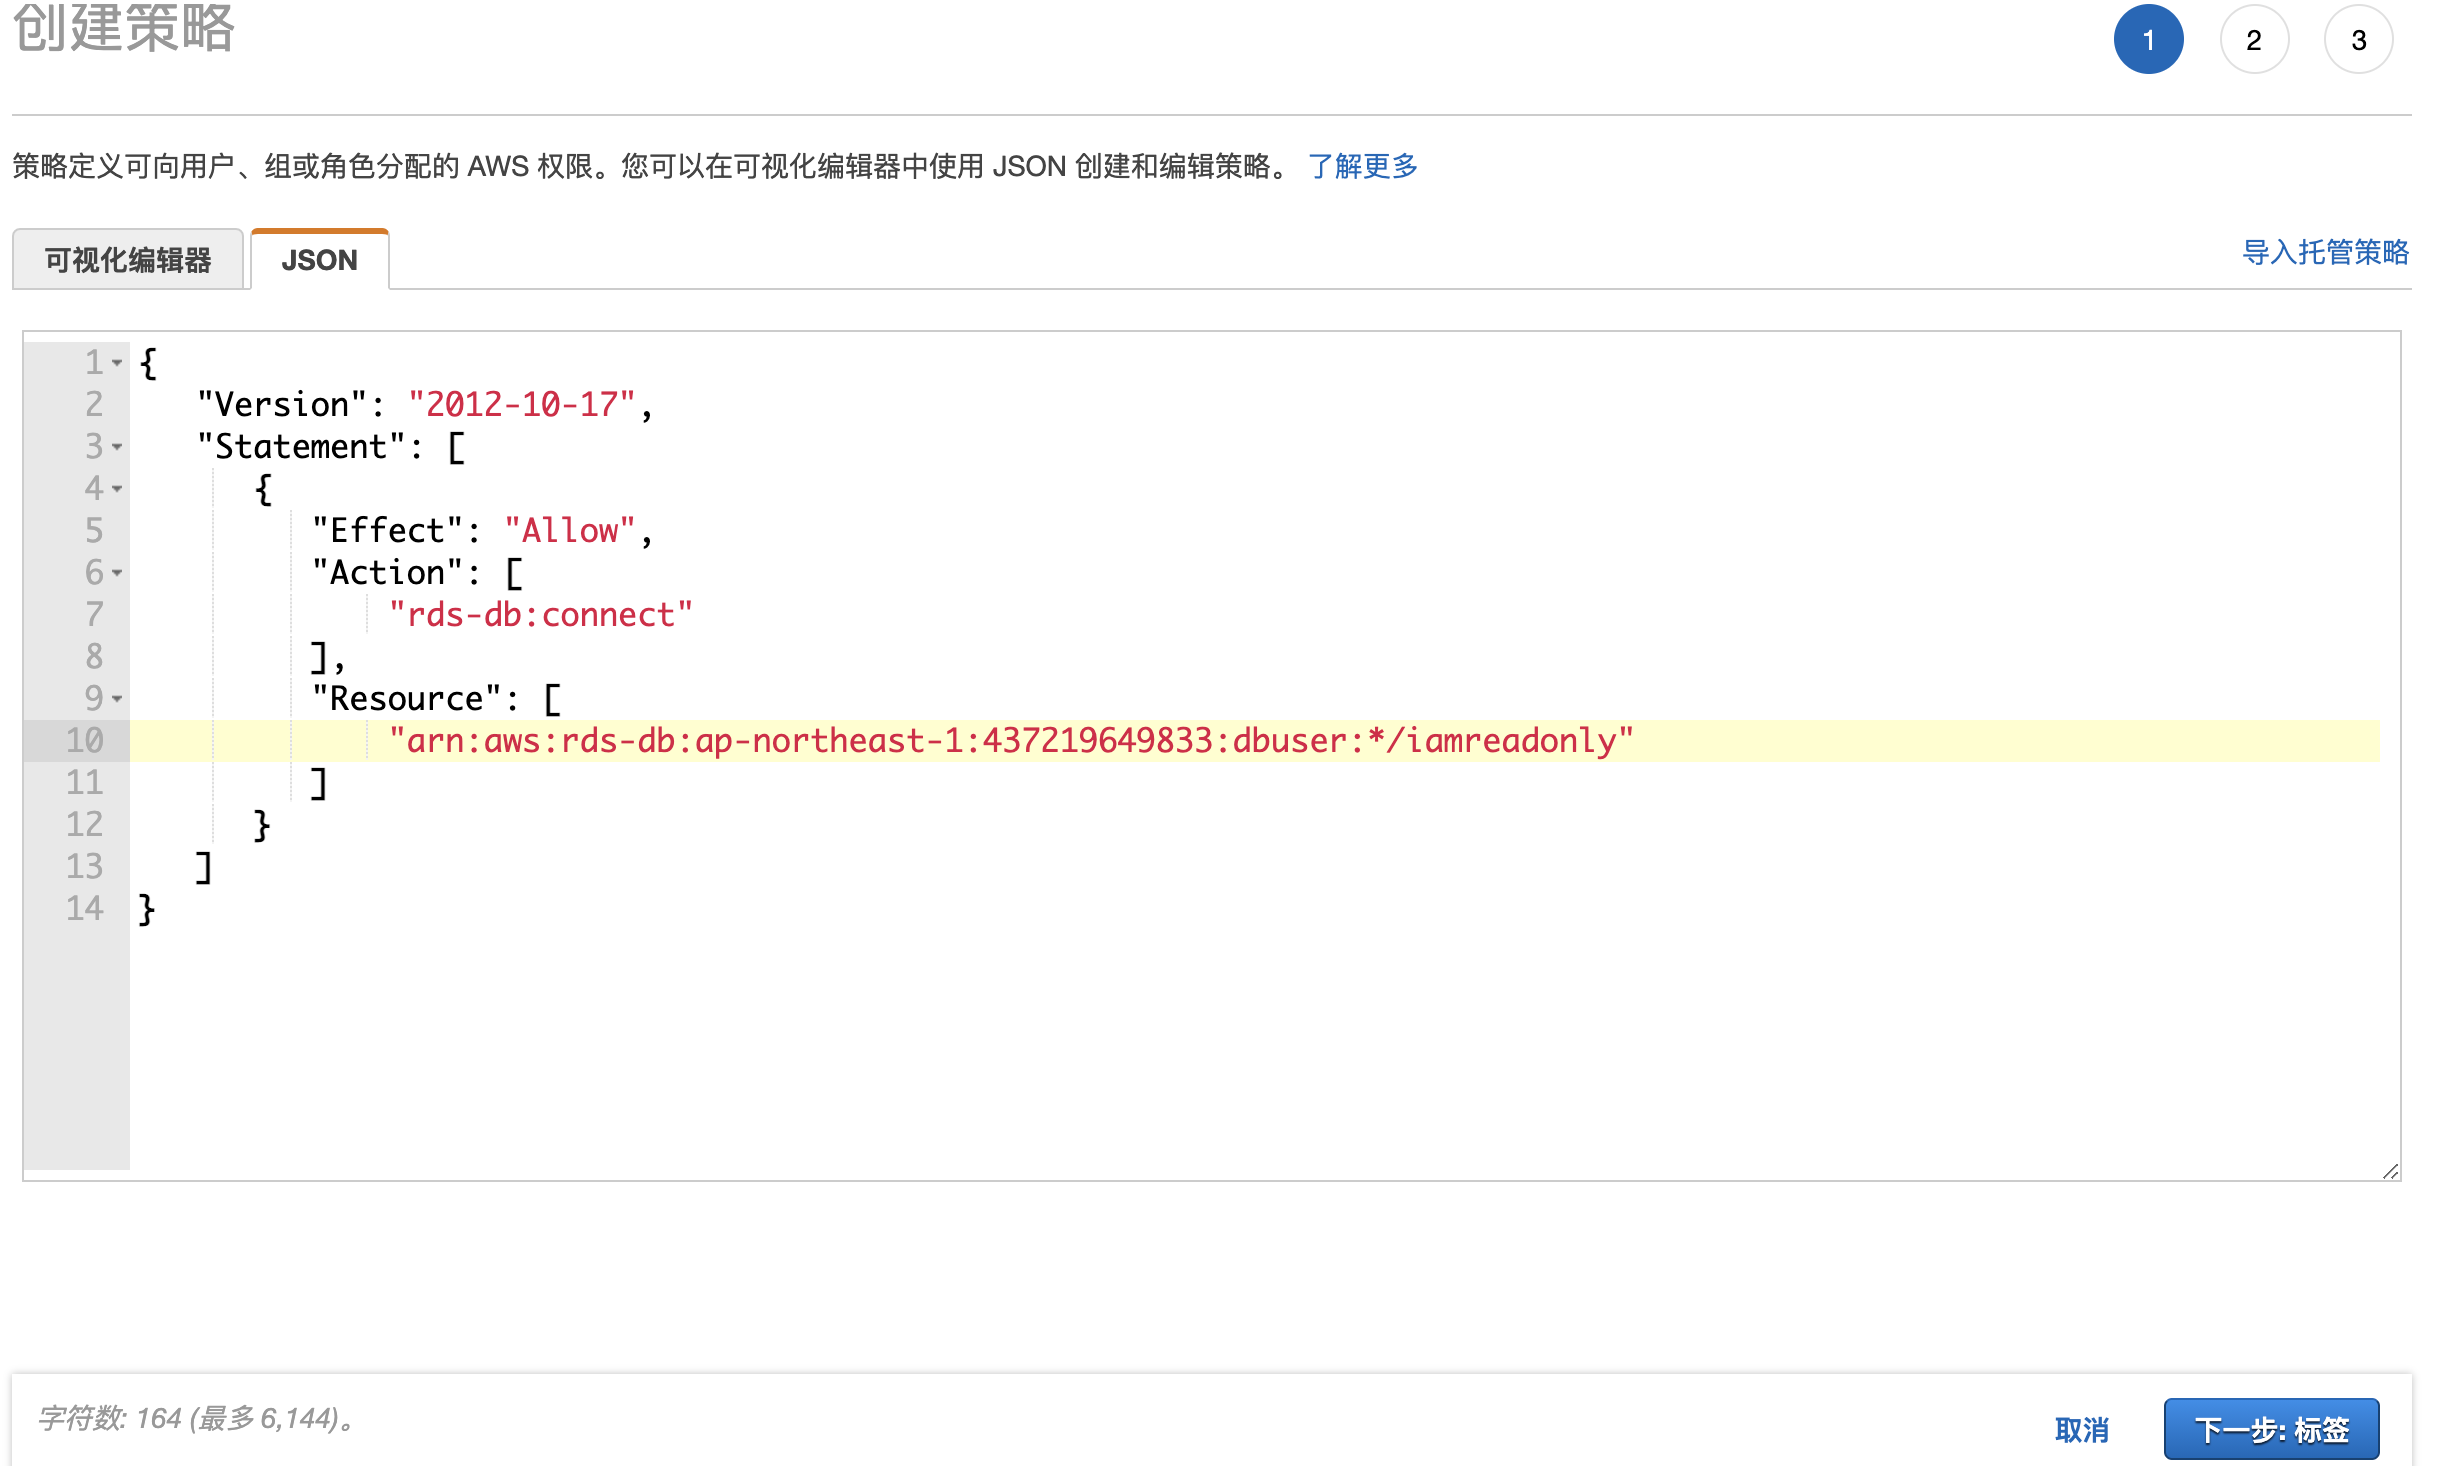 创建策略
1 2 3
策略定义可向用户、组或角色分配的 AWS 权限。您可以在可视化编辑器中使用 JSON 创建和编辑策略。 了解更多
可视化编辑器 JSON 导入托管策略
1 {
2 "Version": "2012-10-17",
3 "Statement": [
4 {
5 "Effect": "Allow",
6 "Action": [
7 "rds-db:connect"
8 ],
9 "Resource": [
10 "arn:aws:rds-db:ap-northeast-1:437219649833:dbuser:*/iamreadonly"
11 ]
12 }
13 ]
14 }
字符数: 164 (最多 6,144)。
取消 下一步: 标签